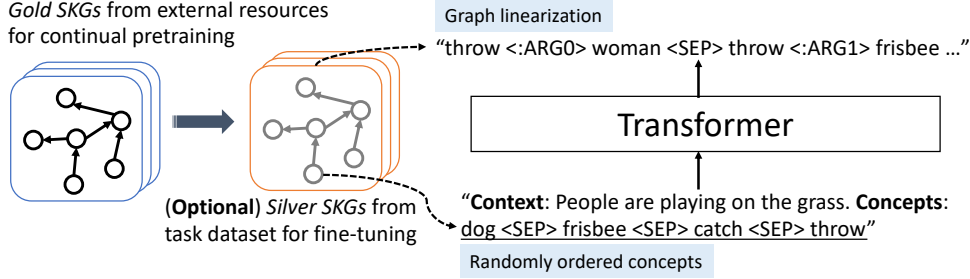 Gold SKGs from external resources
for continual pretraining
(Optional) Silver SKGs from
task dataset for fine-tuning
Graph linearization
“throw <:ARG0> woman <SEP> throw <:ARG1> frisbee …”
Transformer
“Context: People are playing on the grass. Concepts:
dog <SEP> frisbee <SEP> catch <SEP> throw”
Randomly ordered concepts